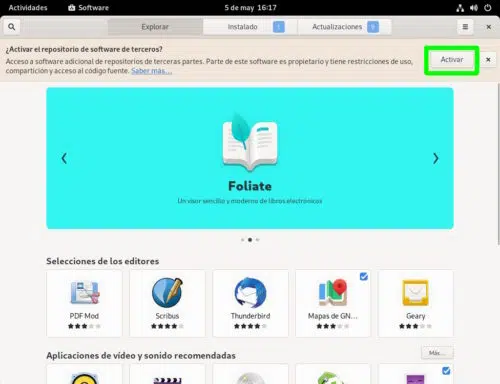 Actividades Software 5 de may 16:17
Explorar Instalado 1 Actualizaciones 9
¿Activar el repositorio de software de terceros?
Acceso a software adicional de repositorios de terceras partes. Parte de este software es propietario y tiene restricciones de uso,
compartición y acceso al código fuente. Saber más…
Activar
Foliate
Un visor sencillo y moderno de libros electrónicos
Selecciones de los editores
PDF Mod Scribus Thunderbird Mapas de GN… Geary
Aplicaciones de vídeo y sonido recomendadas
Más…